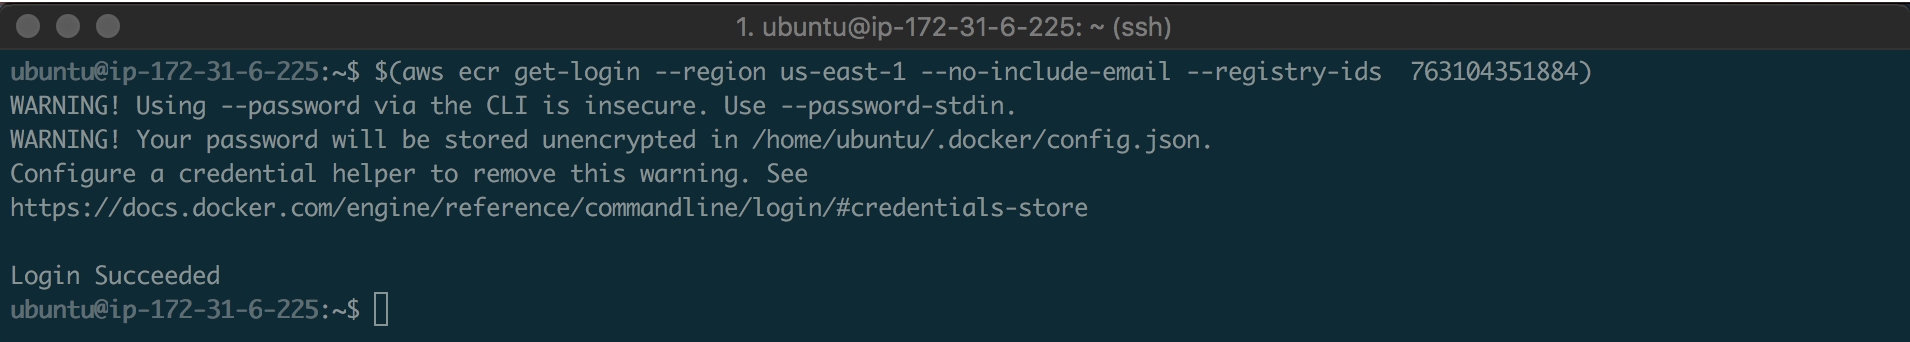 1. ubuntu@ip-172-31-6-225: ~ (ssh)
ubuntu@ip-172-31-6-225:~$ $(aws ecr get-login --region us-east-1 --no-include-email --registry-ids  763104351884)
WARNING! Using --password via the CLI is insecure. Use --password-stdin.
WARNING! Your password will be stored unencrypted in /home/ubuntu/.docker/config.json.
Configure a credential helper to remove this warning. See
https://docs.docker.com/engine/reference/commandline/login/#credentials-store
Login Succeeded
ubuntu@ip-172-31-6-225:~$